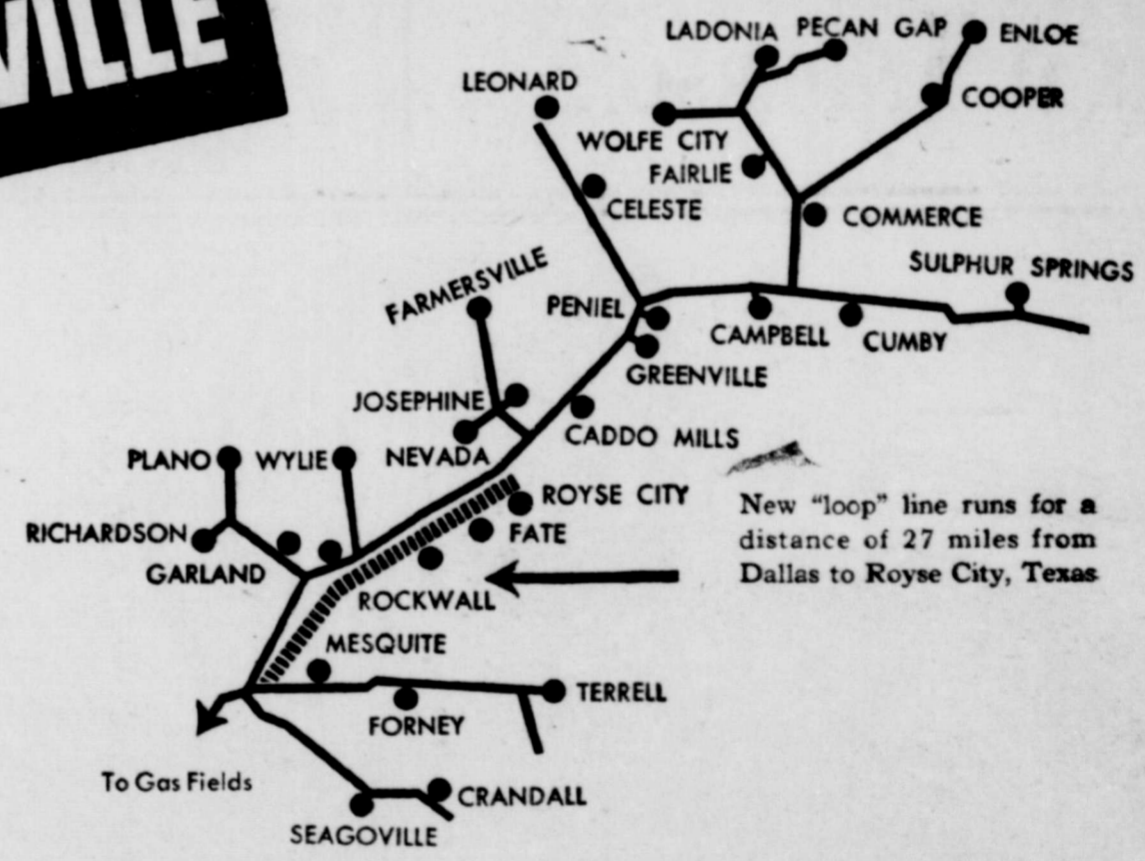 VILLE
LADONIA
PECAN GAP
ENLOE
LEONARD
COOPER
WOLFE CITY
FAIRLIE
CELESTE
COMMERCE
SULPHUR SPRINGS
FARMERSVILLE
PENIEL
CAMPBELL
CUMBY
GREENVILLE
JOSEPHINE
CADDO MILLS
PLANO
WYLIE
NEVADA
ROYSE CITY
RICHARDSON
FATE
GARLAND
ROCKWALL
New "loop" line runs for a
distance of 27 miles from
Dallas to Royse City, Texas
MESQUITE
TERRELL
FORNEY
To Gas Fields
CRANDALL
SEAGOVILLE